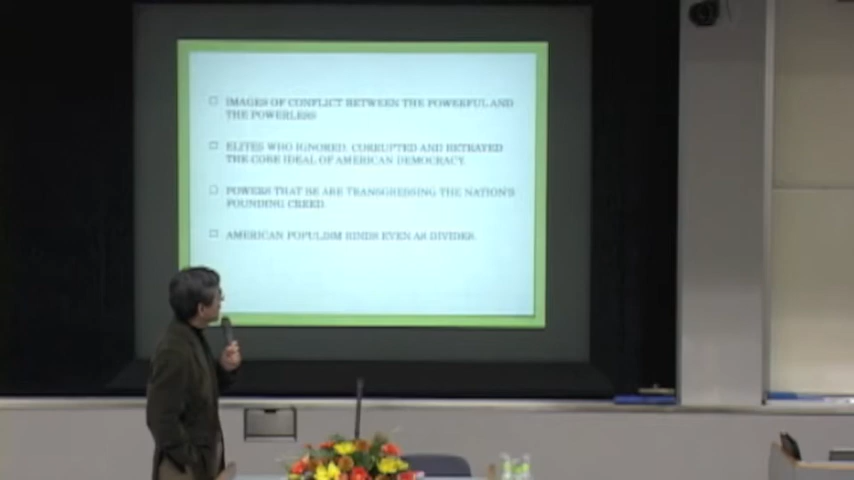 IMAGES OF CONFLICT BETWEEN THE POWERFUL AND
THE POWERLESS
ELITES WHO IGNORED, CORRUPTED AND BETRAYED
THE CORE IDEAL OF AMERICAN DEMOCRACY
POWERS THAT BE ARE TRANSGRESSING THE NATION'S
FOUNDING CREED
AMERICAN POPULISM BINDS EVEN AS DIVIDES